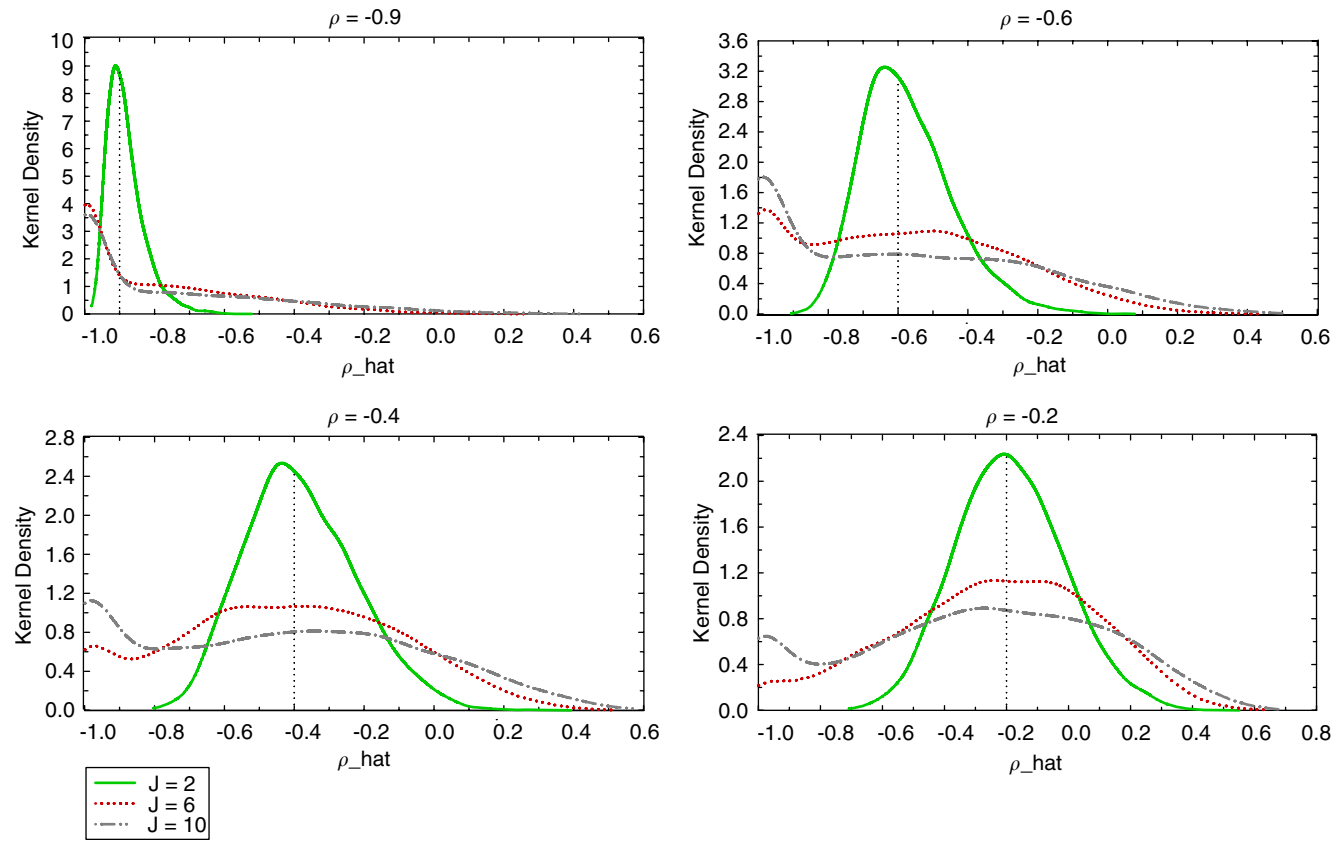 ρ = -0.9
10
9
8
7
6
5
4
3
2
1
0
Kernel Density
-1.0 -0.8 -0.6 -0.4 -0.2 0.0 0.2 0.4 0.6
ρ_hat
ρ = -0.6
3.6
3.2
2.8
2.4
2.0
1.6
1.2
0.8
0.4
0.0
Kernel Density
-1.0 -0.8 -0.6 -0.4 -0.2 0.0 0.2 0.4 0.6
ρ_hat
ρ = -0.4
2.8
2.4
2.0
1.6
1.2
0.8
0.4
0.0
Kernel Density
-1.0 -0.8 -0.6 -0.4 -0.2 0.0 0.2 0.4 0.6
ρ_hat
ρ = -0.2
2.4
2.0
1.6
1.2
0.8
0.4
0.0
Kernel Density
-1.0 -0.8 -0.6 -0.4 -0.2 0.0 0.2 0.4 0.6 0.8
ρ_hat
J = 2
J = 6
J = 10